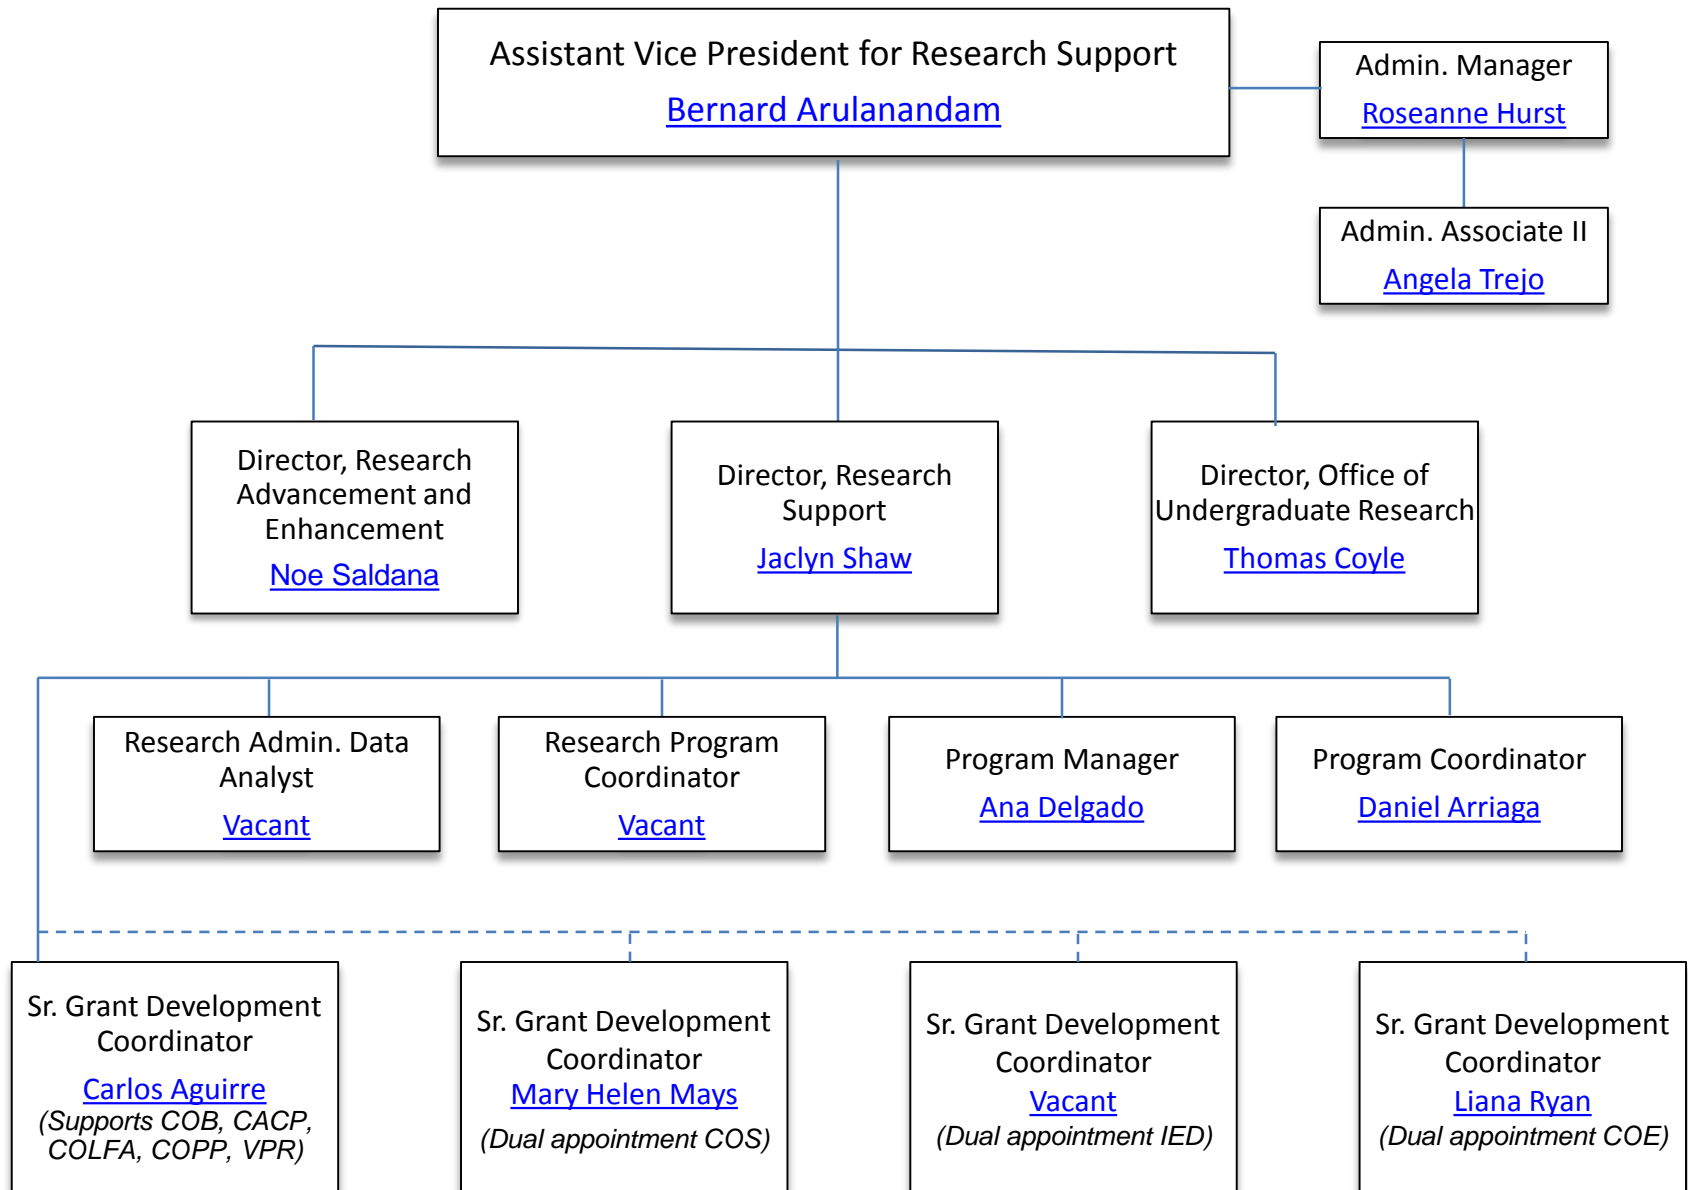 Assistant Vice President for Research Support
Bernard Arulanandam
Admin. Manager
Roseanne Hurst
Admin. Associate II
Angela Trejo
Director, Research
Advancement and
Enhancement
Noe Saldana
Director, Research
Support
Jaclyn Shaw
Director, Office of
Undergraduate Research
Thomas Coyle
Research Admin. Data
Analyst
Vacant
Research Program
Coordinator
Vacant
Program Manager
Ana Delgado
Program Coordinator
Daniel Arriaga
Sr. Grant Development
Coordinator
Carlos Aguirre
(Supports COB, CACP,
COLFA, COPP, VPR)
Sr. Grant Development
Coordinator
Mary Helen Mays
(Dual appointment COS)
Sr. Grant Development
Coordinator
Vacant
(Dual appointment IED)
Sr. Grant Development
Coordinator
Liana Ryan
(Dual appointment COE)